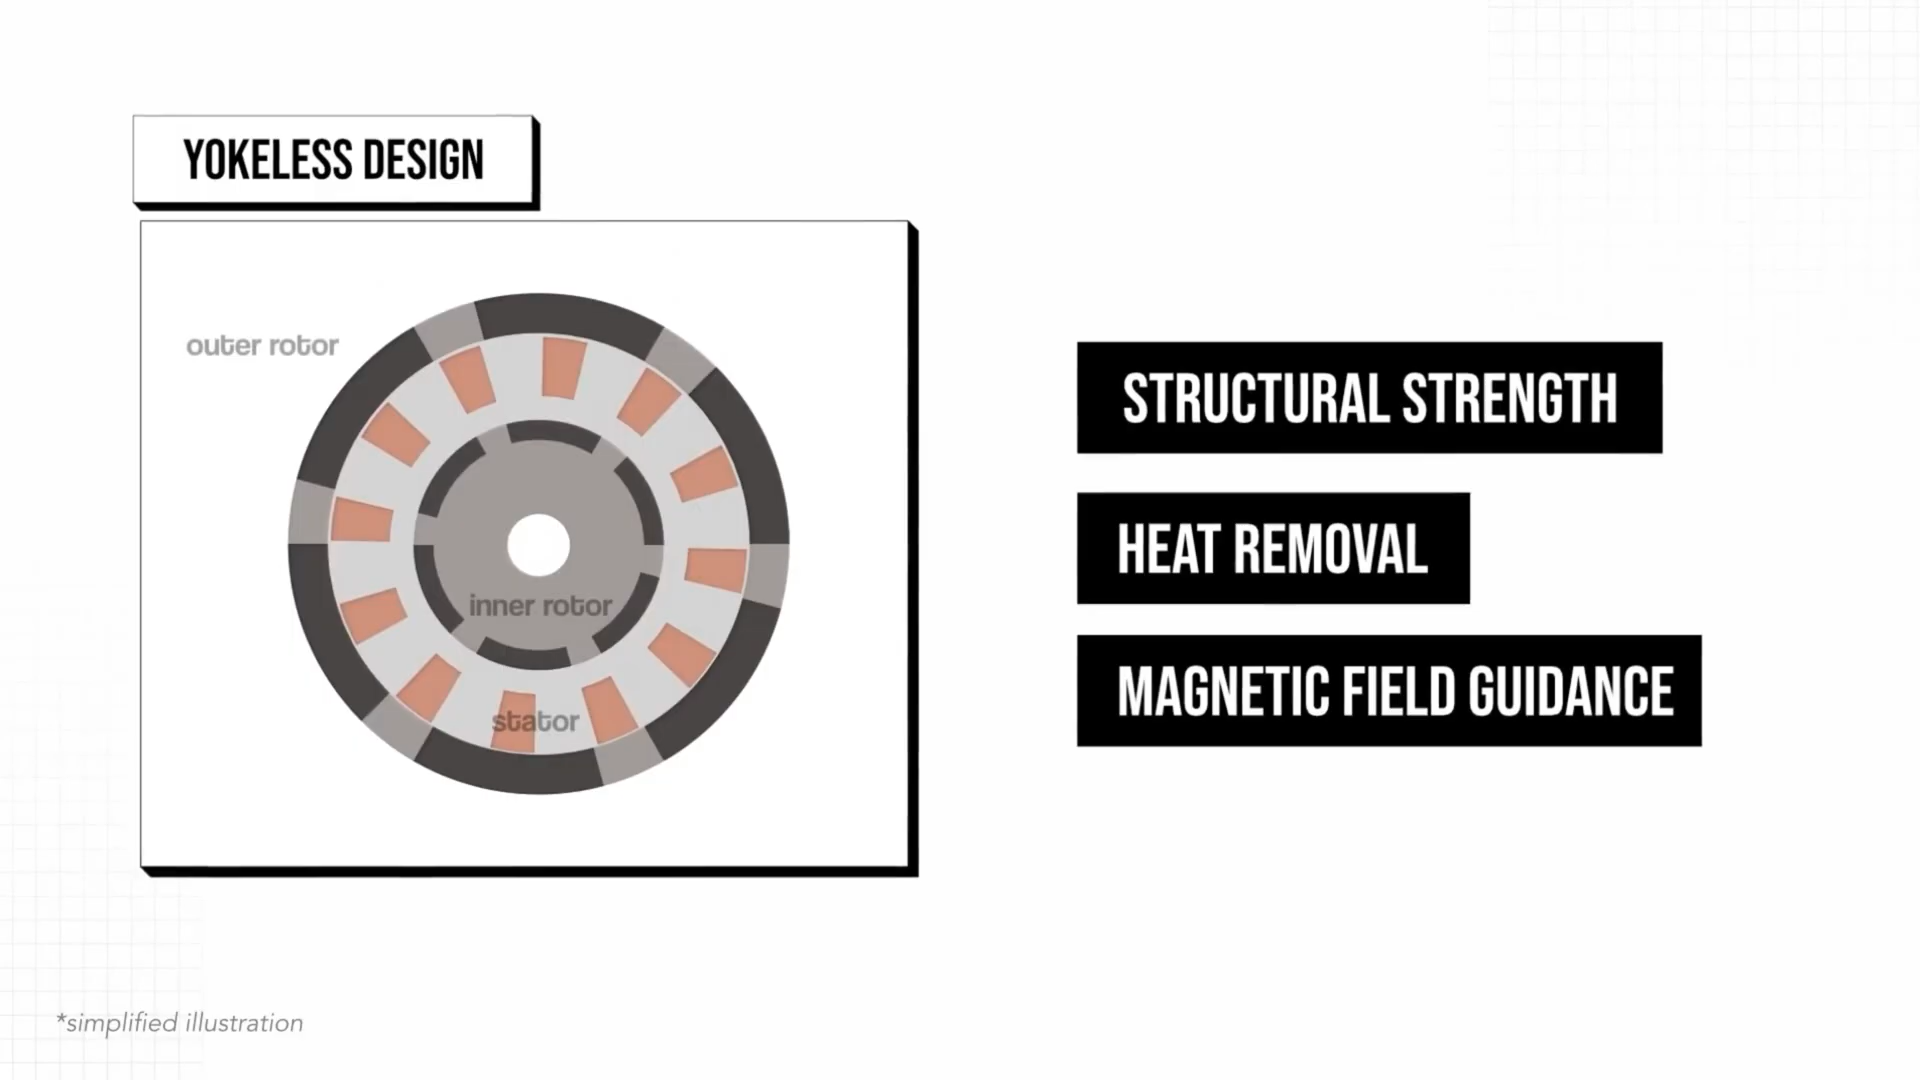 YOKELESS DESIGN
outer rotor
inner rotor
stator
STRUCTURAL STRENGTH
HEAT REMOVAL
MAGNETIC FIELD GUIDANCE
*simplified illustration